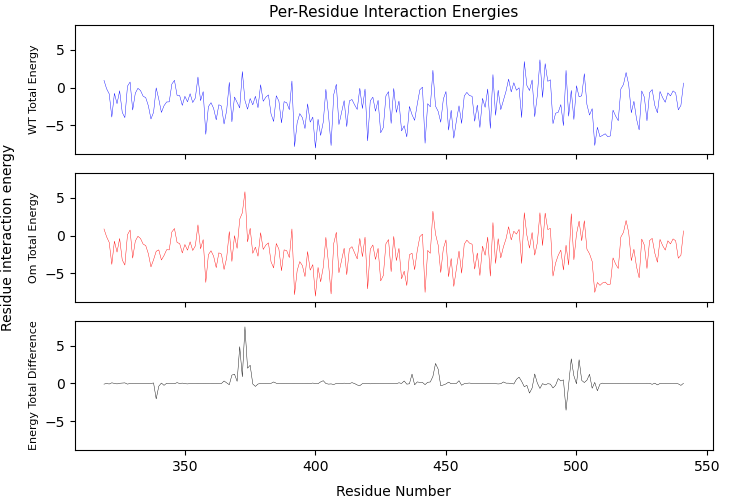 Per-Residue Interaction Energies
Residue interaction energy
WT Total Energy
5
0
−5
Om Total Energy
5
0
−5
Energy Total Difference
5
0
−5
350 400 450 500 550
Residue Number